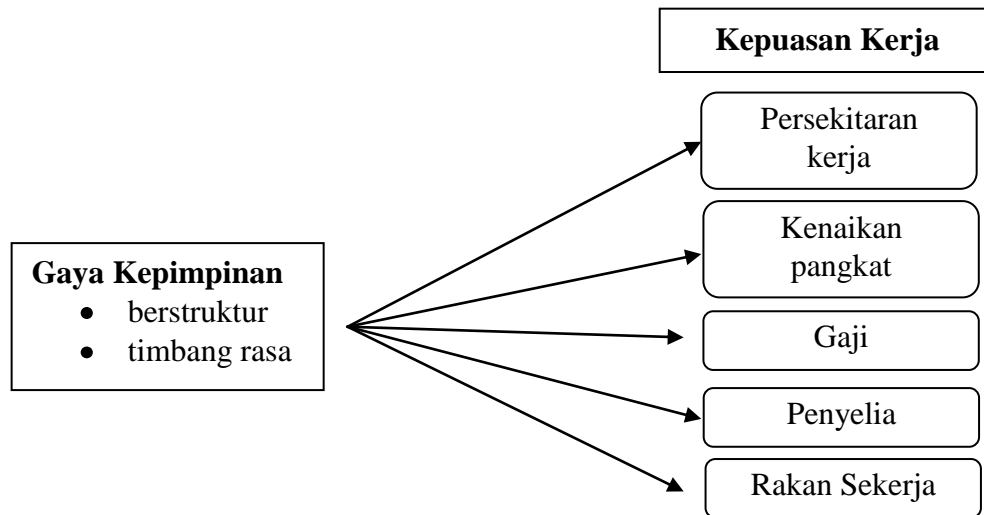 Kepuasan Kerja
Persekitaran
kerja
Kenaikan
pangkat
Gaya Kepimpinan
• berstruktur
• timbang rasa
Gaji
Penyelia
Rakan Sekerja